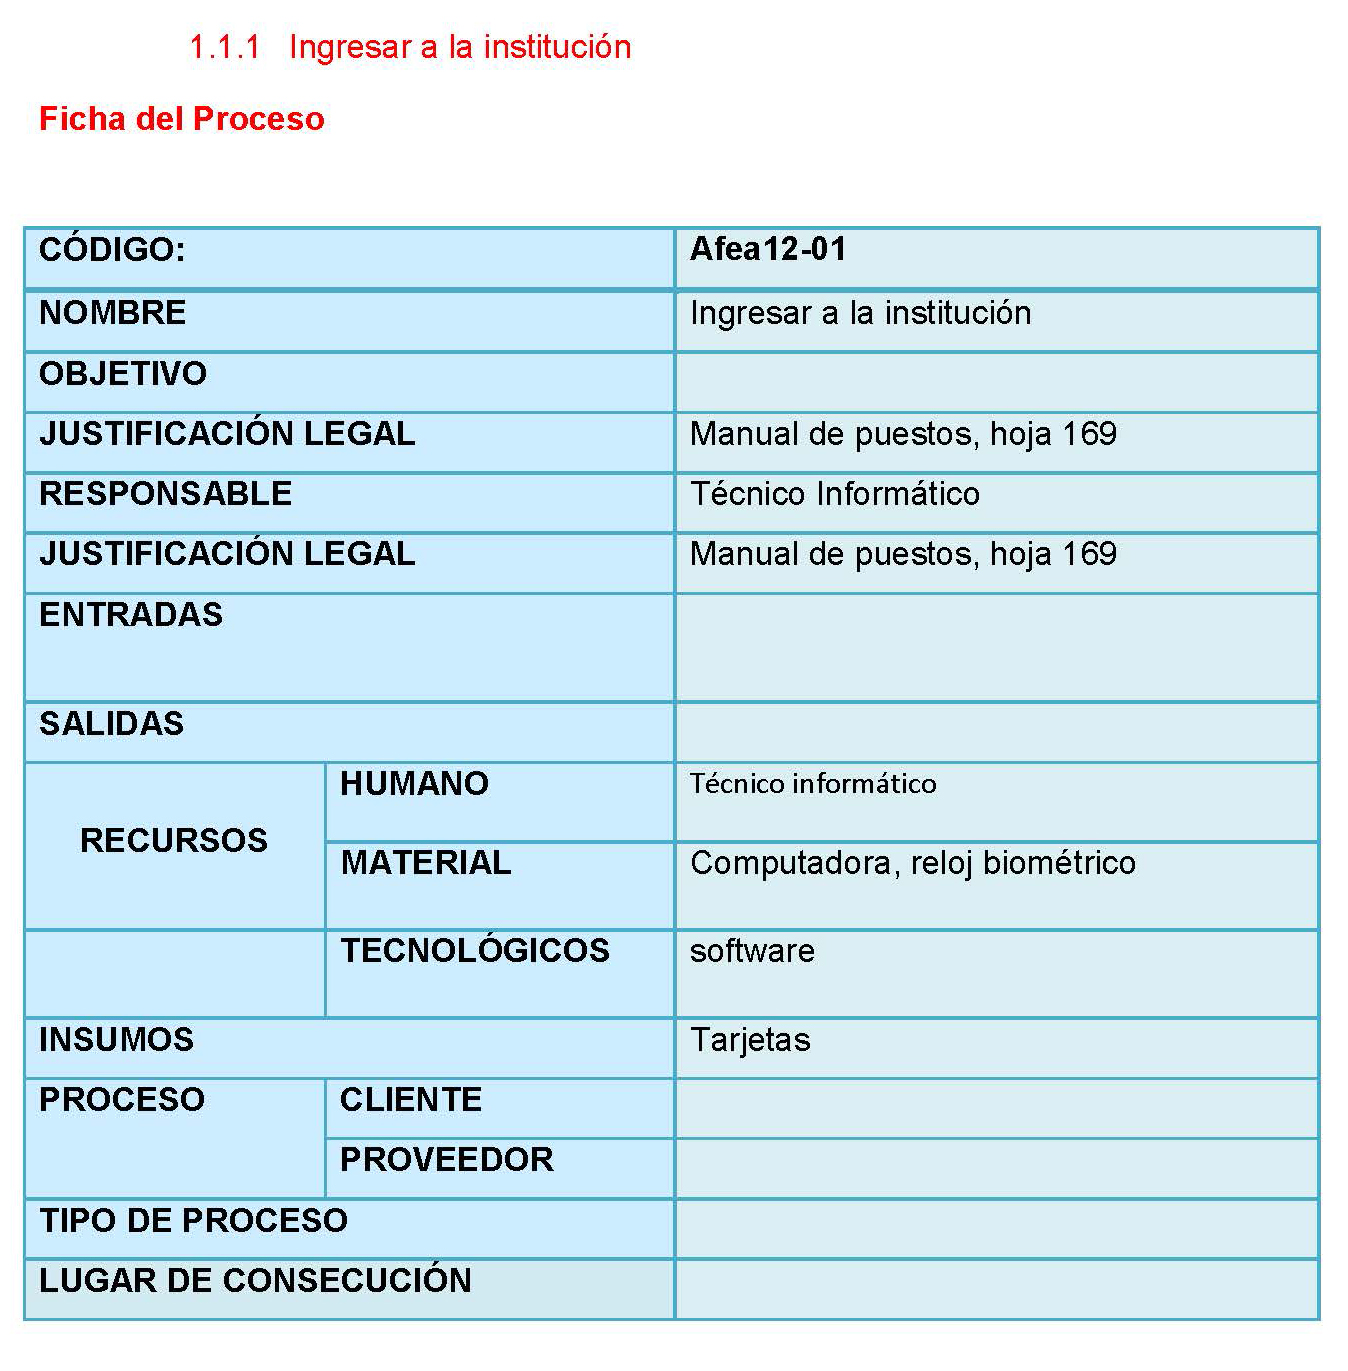 1.1.1 Ingresar a la institución
Ficha del Proceso
CÓDIGO: Afea12-01
NOMBRE Ingresar a la institución
OBJETIVO
JUSTIFICACIÓN LEGAL Manual de puestos, hoja 169
RESPONSABLE Técnico Informático
JUSTIFICACIÓN LEGAL Manual de puestos, hoja 169
ENTRADAS
SALIDAS
RECURSOS
HUMANO Técnico informático
MATERIAL Computadora, reloj biométrico
TECNOLÓGICOS software
INSUMOS Tarjetas
PROCESO CLIENTE
PROVEEDOR
TIPO DE PROCESO
LUGAR DE CONSECUCIÓN